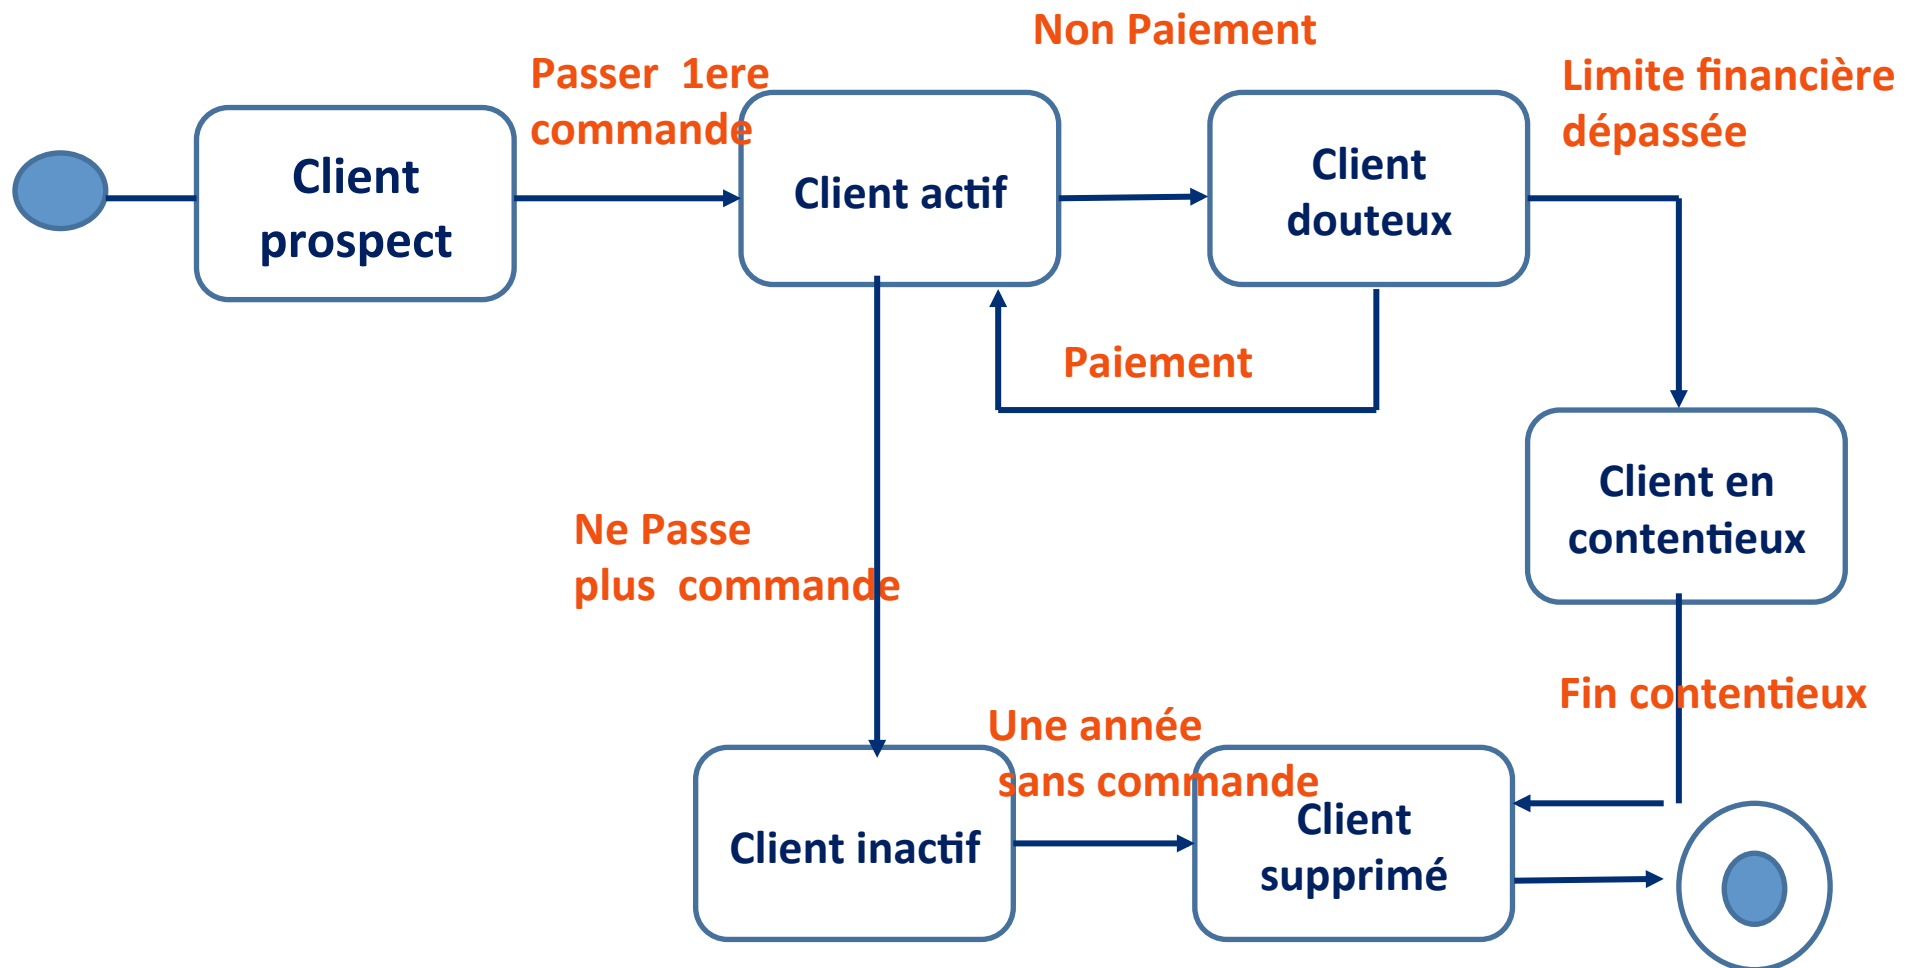 Non Paiement
Passer  1ere
commande
Limite financière
dépassée
Client
prospect
Client actif
Client
douteux
Paiement
Client en
contentieux
Ne Passe
plus  commande
Fin contentieux
Une année
sans commande
Client inactif
Client
supprimé